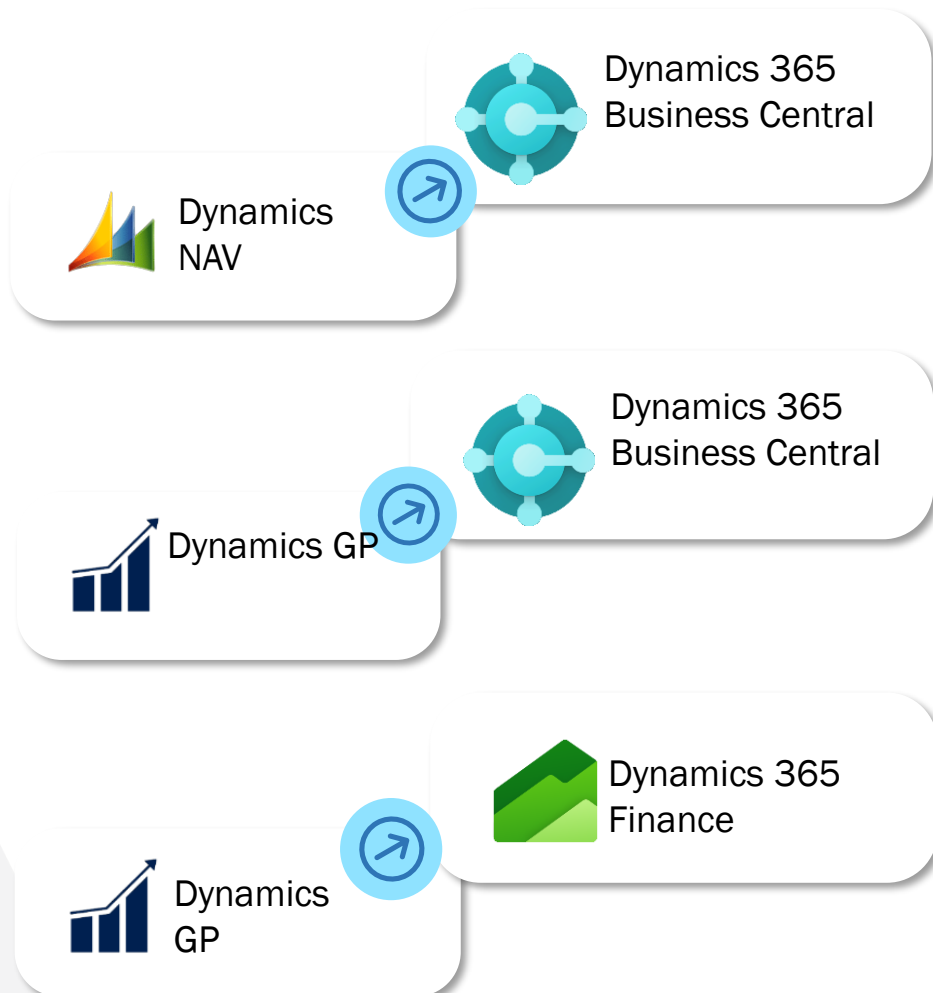 Dynamics 365
Business Central
Dynamics
NAV
Dynamics 365
Business Central
Dynamics GP
Dynamics 365
Finance
Dynamics
GP